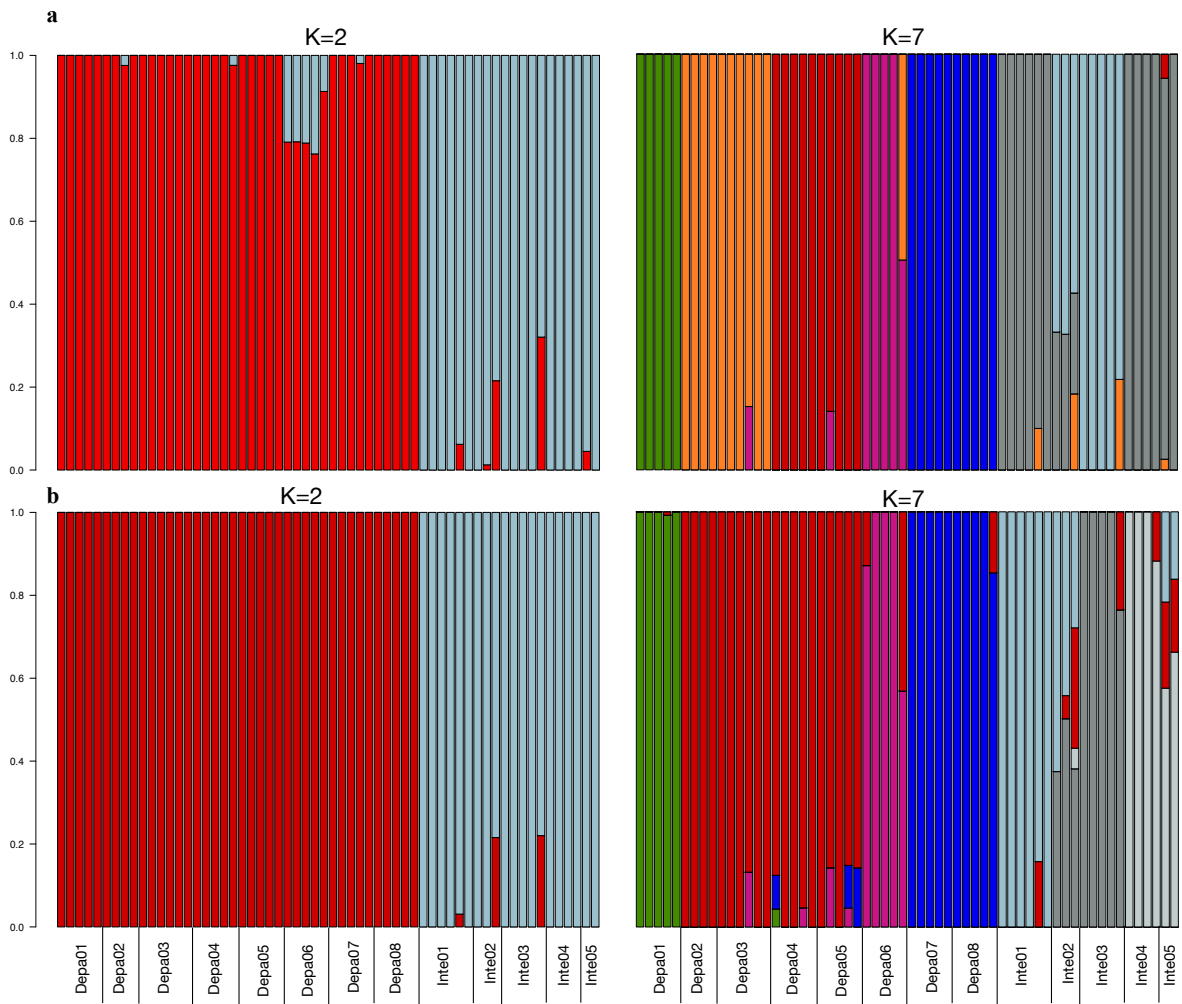 a
K=2
K=7
1.0
0.8
0.6
0.4
0.2
0.0
b
K=2
K=7
1.0
0.8
0.6
0.4
0.2
0.0
Depa01
Depa02
Depa03
Depa04
Depa05
Depa06
Depa07
Depa08
Inte01
Inte02
Inte03
Inte04
Inte05
Depa01
Depa02
Depa03
Depa04
Depa05
Depa06
Depa07
Depa08
Inte01
Inte02
Inte03
Inte04
Inte05